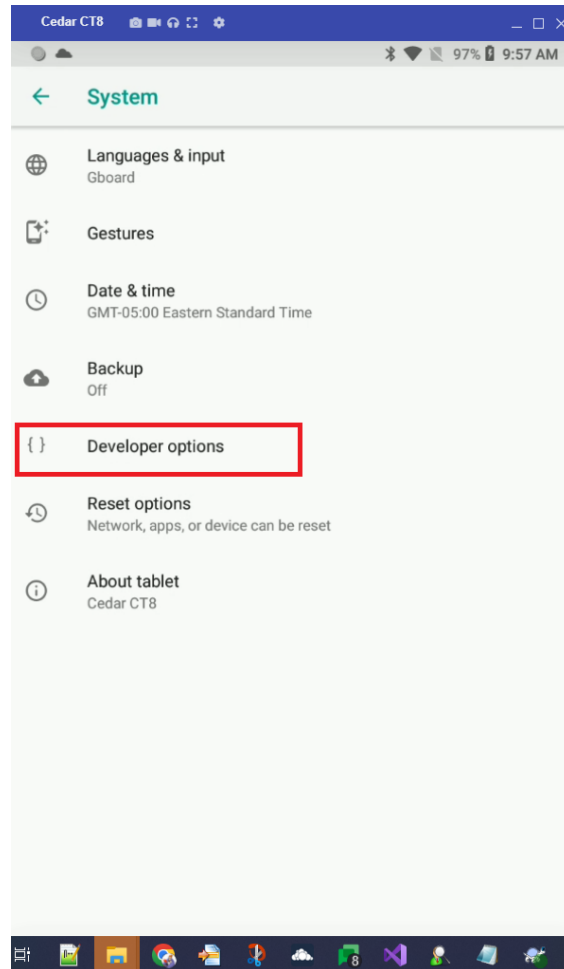 Cedar CT8
97% 9:57 AM
System
Languages & input
Gboard
Gestures
Date & time
GMT-05:00 Eastern Standard Time
Backup
Off
{ } Developer options
Reset options
Network, apps, or device can be reset
About tablet
Cedar CT8
8